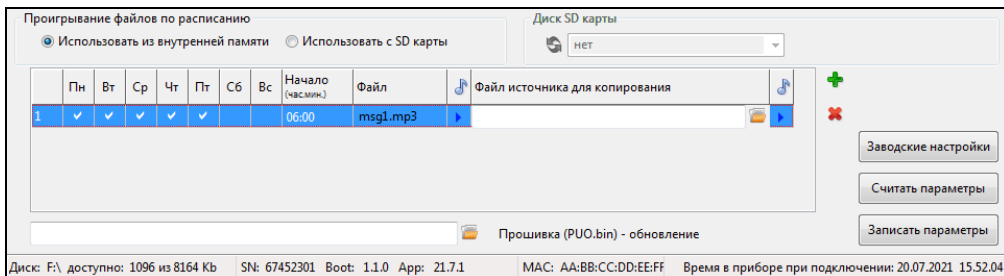 Проигрывание файлов по расписанию
Диск SD карты
Использовать из внутренней памяти
Использовать с SD карты
нет
Пн Вт Ср Чт Пт Сб Вс Начало (час.мин.) Файл Файл источника для копирования
1 06:00 msg1.mp3
Заводские настройки
Считать параметры
Прошивка (PUO.bin) - обновление
Записать параметры
Диск: F:\ доступно: 1096 из 8164 Kb SN: 67452301 Boot: 1.1.0 App: 21.7.1 MAC: AA:BB:CC:DD:EE:FF Время в приборе при подключении: 20.07.2021 15.52.04